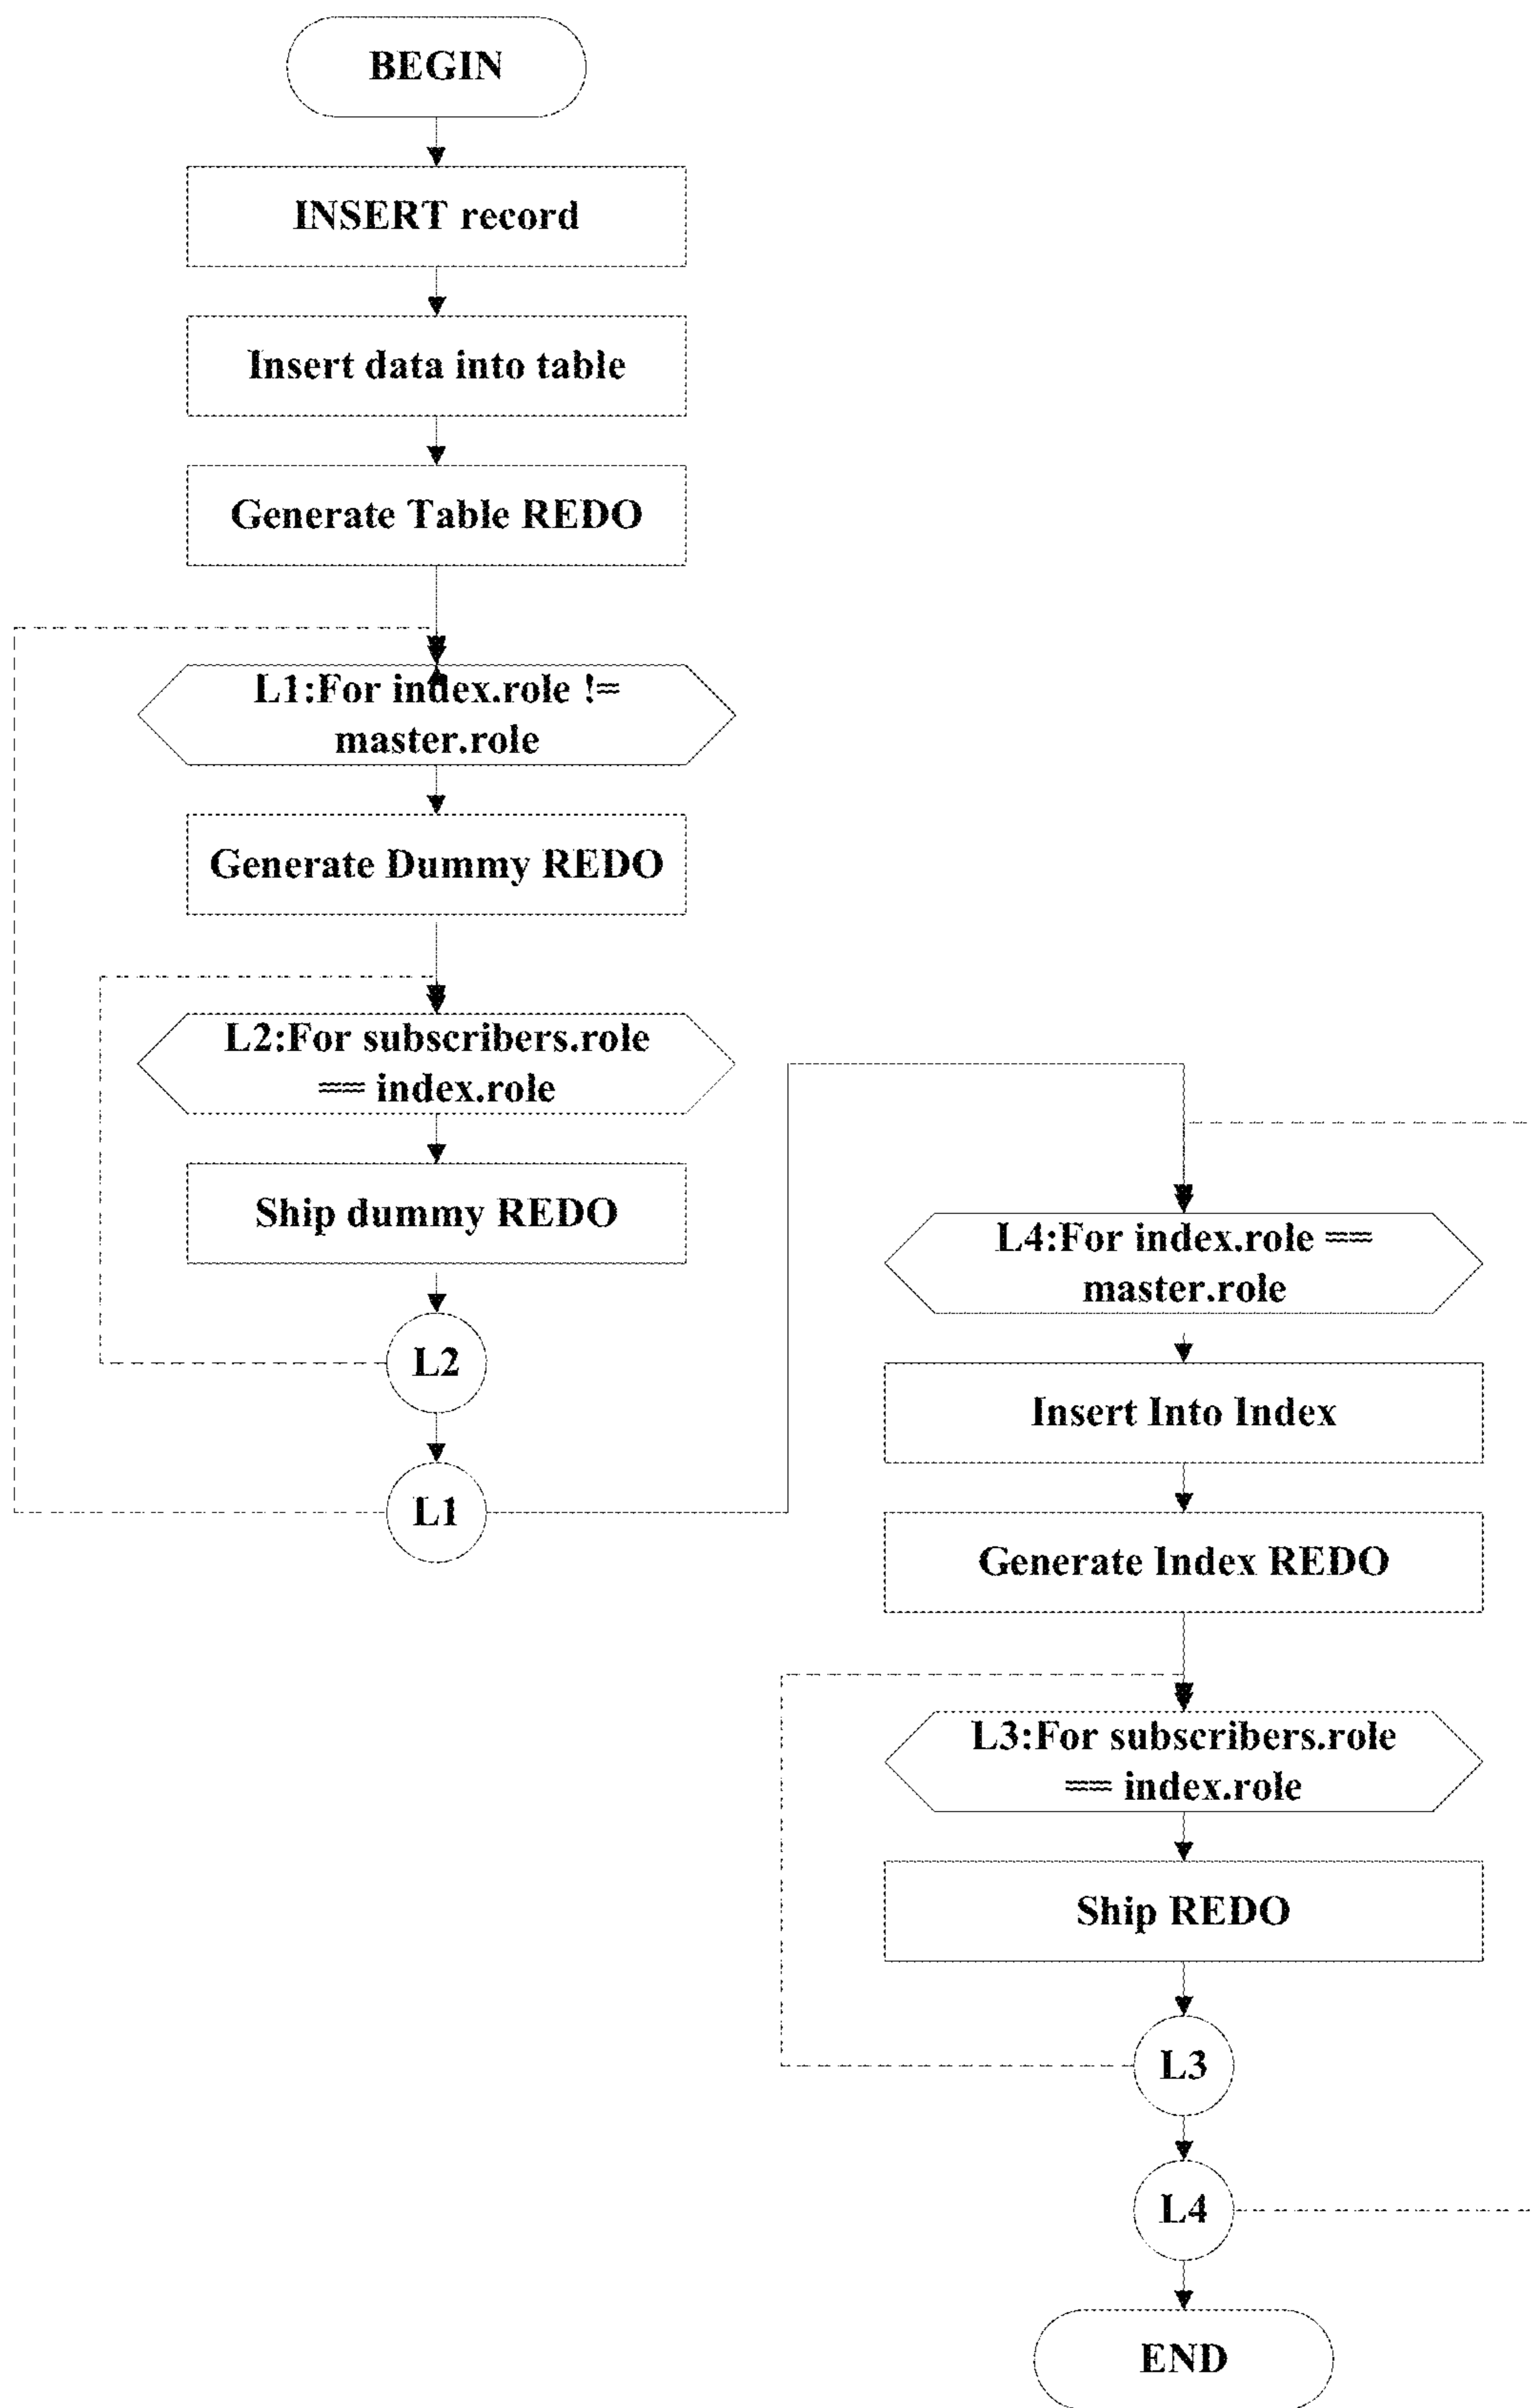 BEGIN
INSERT record
Insert data into table
Generate Table REDO
L1:For index.role !=
master.role
Generate Dummy REDO
L2:For subscribers.role
== index.role
Ship dummy REDO
L2
L1
L4:For index.role ==
master.role
Insert Into Index
Generate Index REDO
L3:For subscribers.role
== index.role
Ship REDO
L3
L4
END